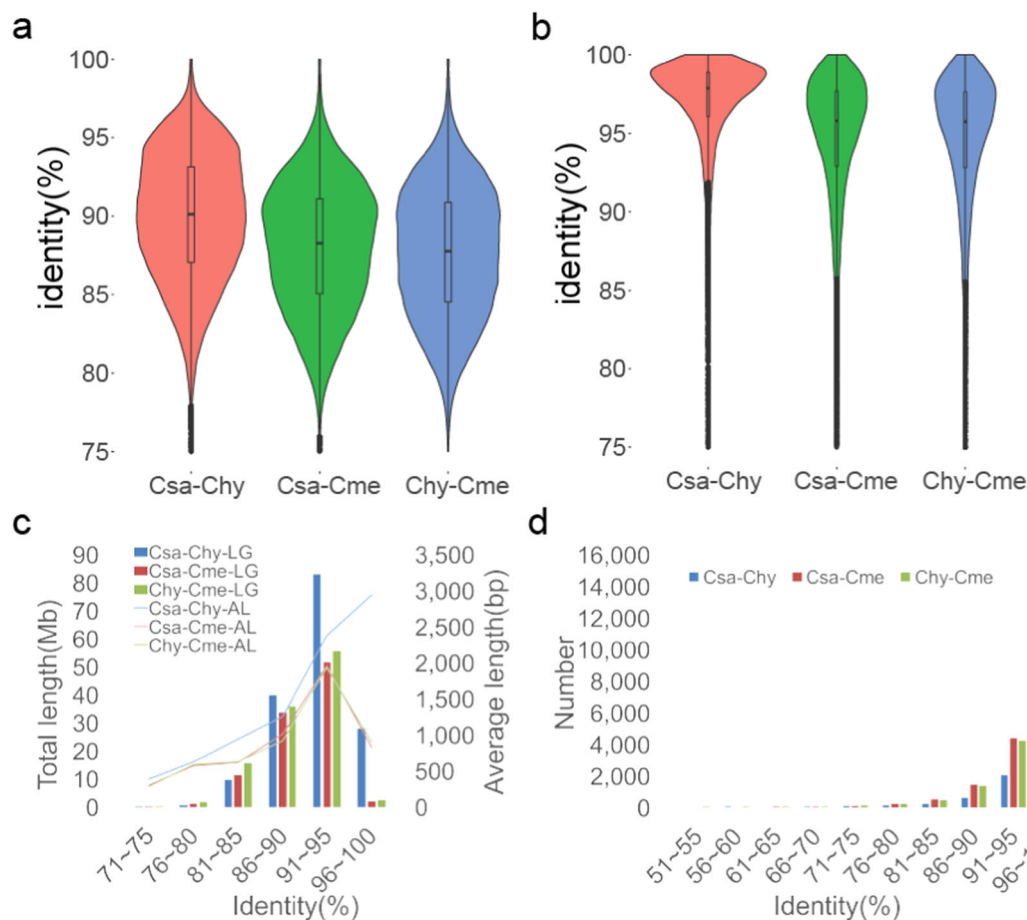 a
100
95
90
85
80
75
identity(%)
Csa-Chy
Csa-Cme
Chy-Cme
b
100
95
90
85
80
75
identity(%)
Csa-Chy
Csa-Cme
Chy-Cme
c
90
80
70
60
50
40
30
20
10
0
Total length(Mb)
Csa-Chy-LG
Csa-Cme-LG
Chy-Cme-LG
Csa-Chy-AL
Csa-Cme-AL
Chy-Cme-AL
3,500
3,000
2,500
2,000
1,500
1,000
500
0
Average length(bp)
71~75
76~80
81~85
86~90
91~95
96~100
Identity(%)
d
16,000
14,000
12,000
10,000
8,000
6,000
4,000
2,000
0
Number
Csa-Chy
Csa-Cme
Chy-Cme
51~55
56~60
61~65
66~70
71~75
76~80
81~85
86~90
91~95
96~
Identity(%)